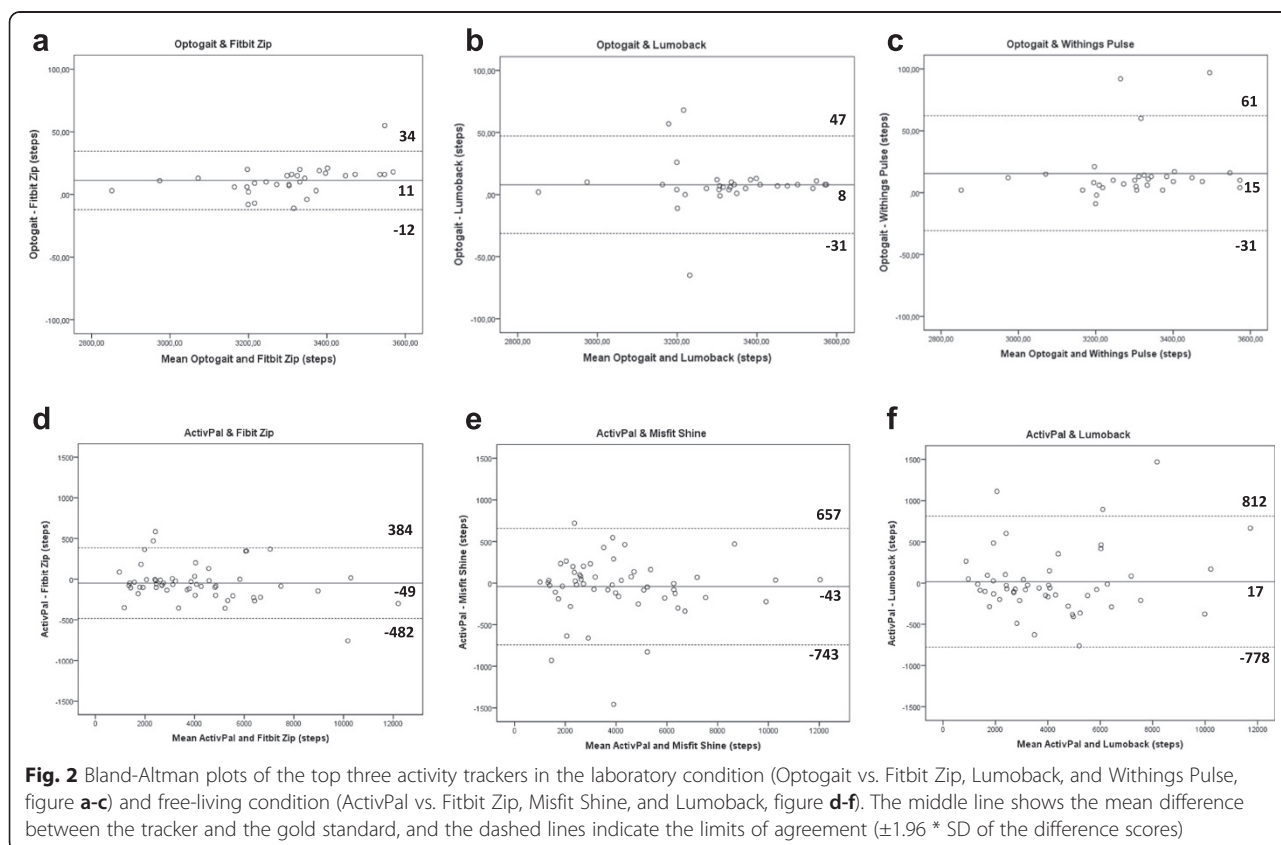 a
Optogait & Fitbit Zip
100,00
50,00
,00
-50,00
-100,00
34
11
-12
Optogait - Fitbit Zip (steps)
2800,00 3000,00 3200,00 3400,00 3600,00
Mean Optogait and Fitbit Zip (steps)
b
Optogait & Lumoback
100,00
50,00
,00
-50,00
-100,00
47
8
-31
Optogait - Lumoback (steps)
2800,00 3000,00 3200,00 3400,00 3600,00
Mean Optogait and Lumoback (steps)
c
Optogait & Withings Pulse
100,00
50,00
,00
-50,00
-100,00
61
15
-31
Optogait - Withings Pulse (steps)
2800,00 3000,00 3200,00 3400,00 3600,00
Mean Optogait and Withings Pulse (steps)
d
ActivPal & Fibit Zip
1500
1000
500
0
-500
-1000
-1500
384
-49
-482
ActivPal - Fitbit Zip (steps)
0 2000 4000 6000 8000 10000 12000
Mean ActivPal and Fitbit Zip (steps)
e
ActivPal & Misfit Shine
1500
1000
500
0
-500
-1000
-1500
657
-43
-743
ActivPal - Misfit Shine (steps)
0 2000 4000 6000 8000 10000 12000
Mean ActivPal and Misfit Shine (steps)
f
ActivPal & Lumoback
1500
1000
500
0
-500
-1000
-1500
812
17
-778
ActivPal - Lumoback (steps)
0 2000 4000 6000 8000 10000 12000
Mean ActivPal and Lumoback (steps)
Fig. 2 Bland-Altman plots of the top three activity trackers in the laboratory condition (Optogait vs. Fitbit Zip, Lumoback, and Withings Pulse,
figure a-c) and free-living condition (ActivPal vs. Fitbit Zip, Misfit Shine, and Lumoback, figure d-f). The middle line shows the mean difference
between the tracker and the gold standard, and the dashed lines indicate the limits of agreement (±1.96 * SD of the difference scores)